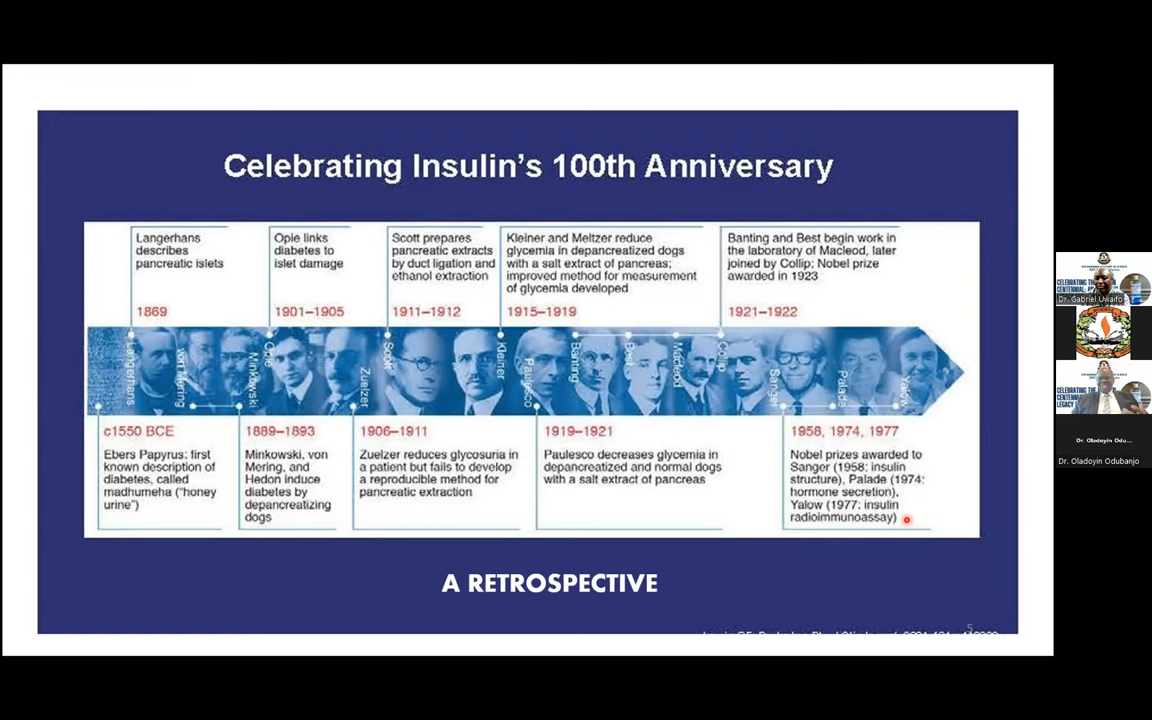 Celebrating Insulin's 100th Anniversary
Langerhans
describes
pancreatic islets
1869
Opie links
diabetes to
islet damage
1901–1905
Scott prepares
pancreatic extracts
by duct ligation and
ethanol extraction
1911–1912
Kleiner and Meltzer reduce
glycemia in depancreatized dogs
with a salt extract of pancreas;
improved method for measurement
of glycemia developed
1915–1919
Banting and Best begin work in
the laboratory of Macleod, later
joined by Collip; Nobel prize
awarded in 1923
1921–1922
Langerhans
von Mering
Minkowski
Opie
Zuelzer
Scott
Kleiner
Paulesco
Banting
Best
Macleod
Collip
Sanger
Palade
Yalow
c1550 BCE
Ebers Papyrus: first
known description of
diabetes, called
madhumeha ("honey
urine")
1889–1893
Minkowski, von
Mering, and
Hedon induce
diabetes by
depancreatizing
dogs
1906–1911
Zuelzer reduces glycosuria in
a patient but fails to develop
a reproducible method for
pancreatic extraction
1919–1921
Paulesco decreases glycemia in
depancreatized and normal dogs
with a salt extract of pancreas
1958, 1974, 1977
Nobel prizes awarded to
Sanger (1958: insulin
structure), Palade (1974:
hormone secretion),
Yalow (1977: insulin
radioimmunoassay)
A RETROSPECTIVE
5
Dr. Gabriel Uwaifo
CELEBRATING THE
Dr. Oladoyin Odu...
Dr. Oladoyin Odubanjo